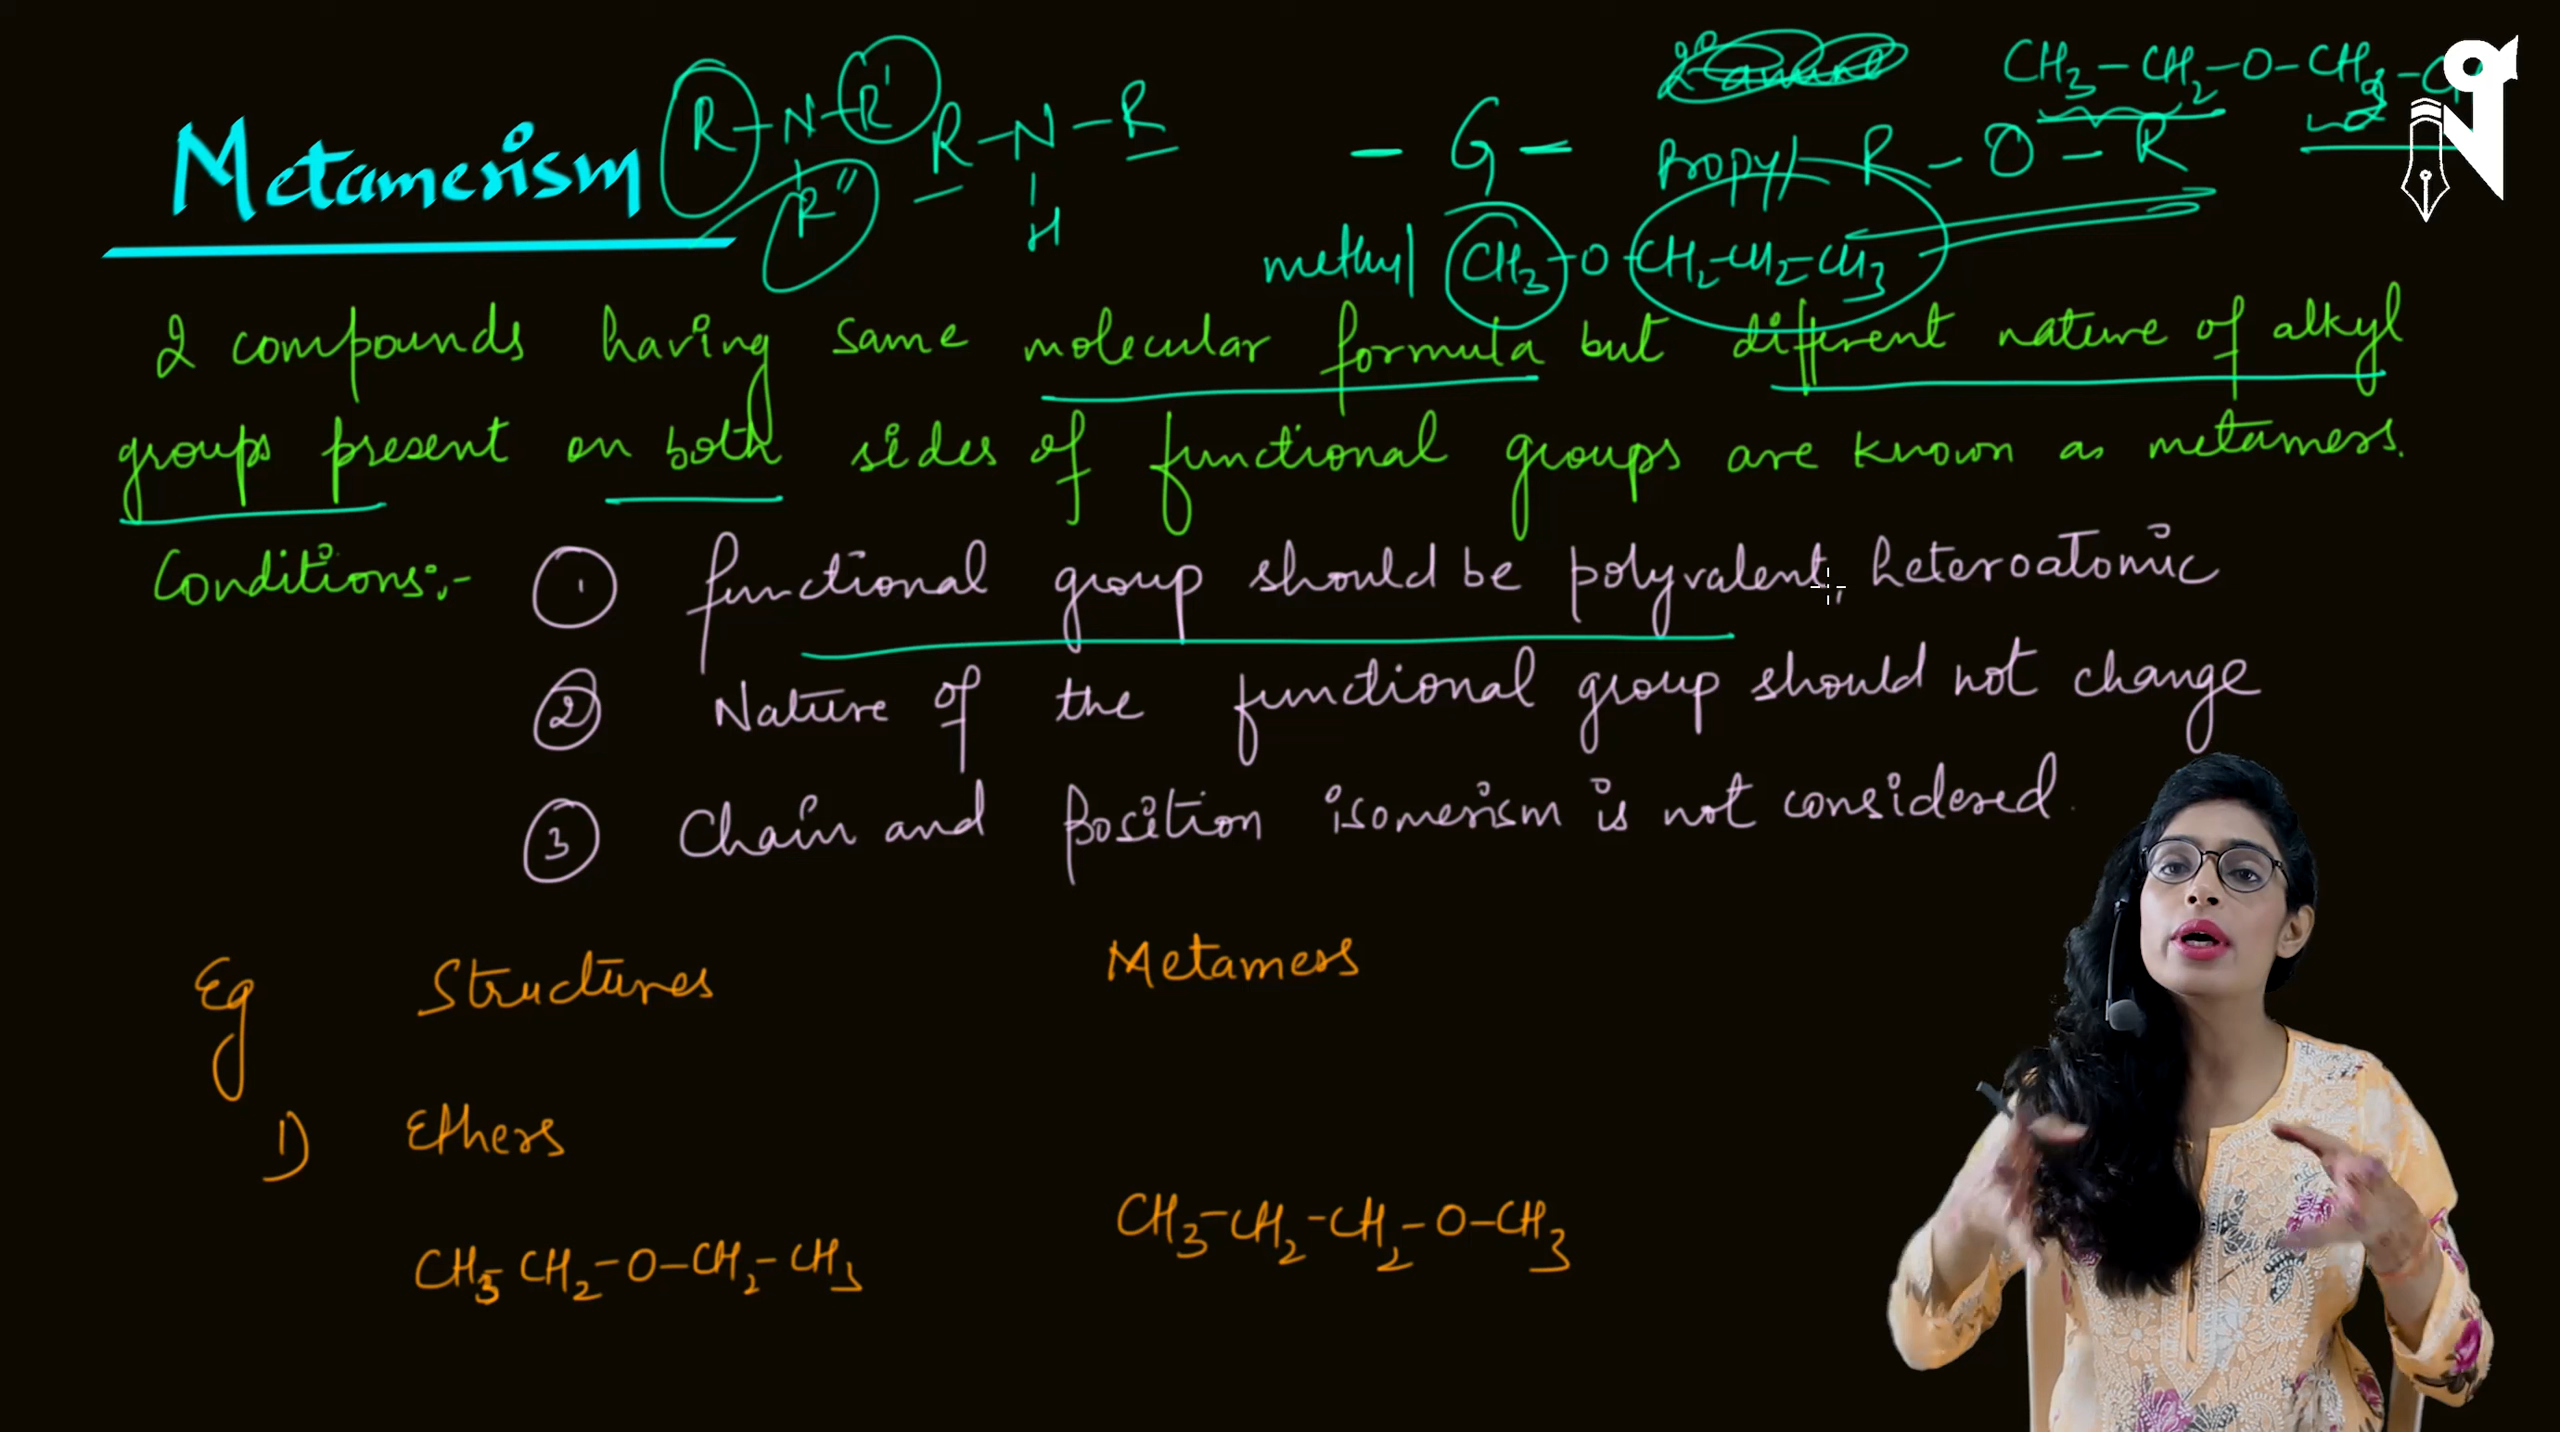 Metamerism
R-N-R'
R"
R-N-R
H
- G -
CH3-CH2-O-CH2-
Propyl R-O-R
methyl CH3-O-CH2-CH2-CH3
2 compounds having same molecular formula but different nature of alkyl
groups present on both sides of functional groups are known as metamers.
Conditions:- ① functional group should be polyvalent, heteroatomic
② Nature of the functional group should not change
③ Chain and Position isomerism is not considered.
Eg Structures Metamers
1) Ethers
CH3-CH2-O-CH2-CH3 CH3-CH2-CH2-O-CH3